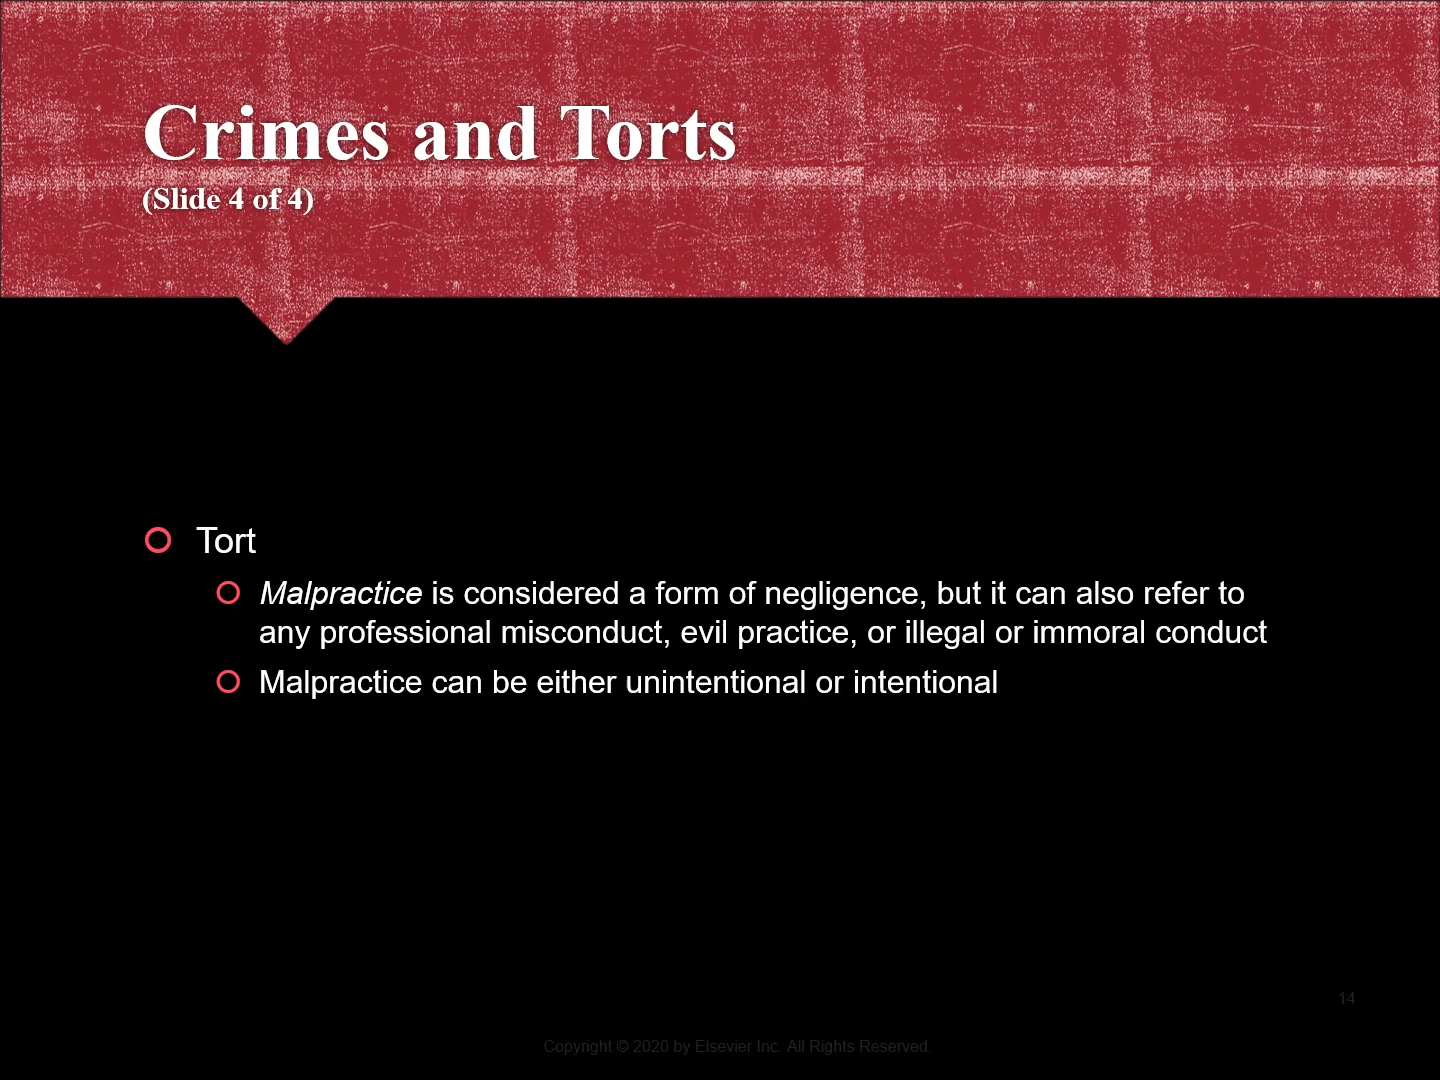 Crimes and Torts
(Slide 4 of 4)
Tort
Malpractice is considered a form of negligence, but it can also refer to
any professional misconduct, evil practice, or illegal or immoral conduct
Malpractice can be either unintentional or intentional
14
Copyright © 2020 by Elsevier Inc. All Rights Reserved.